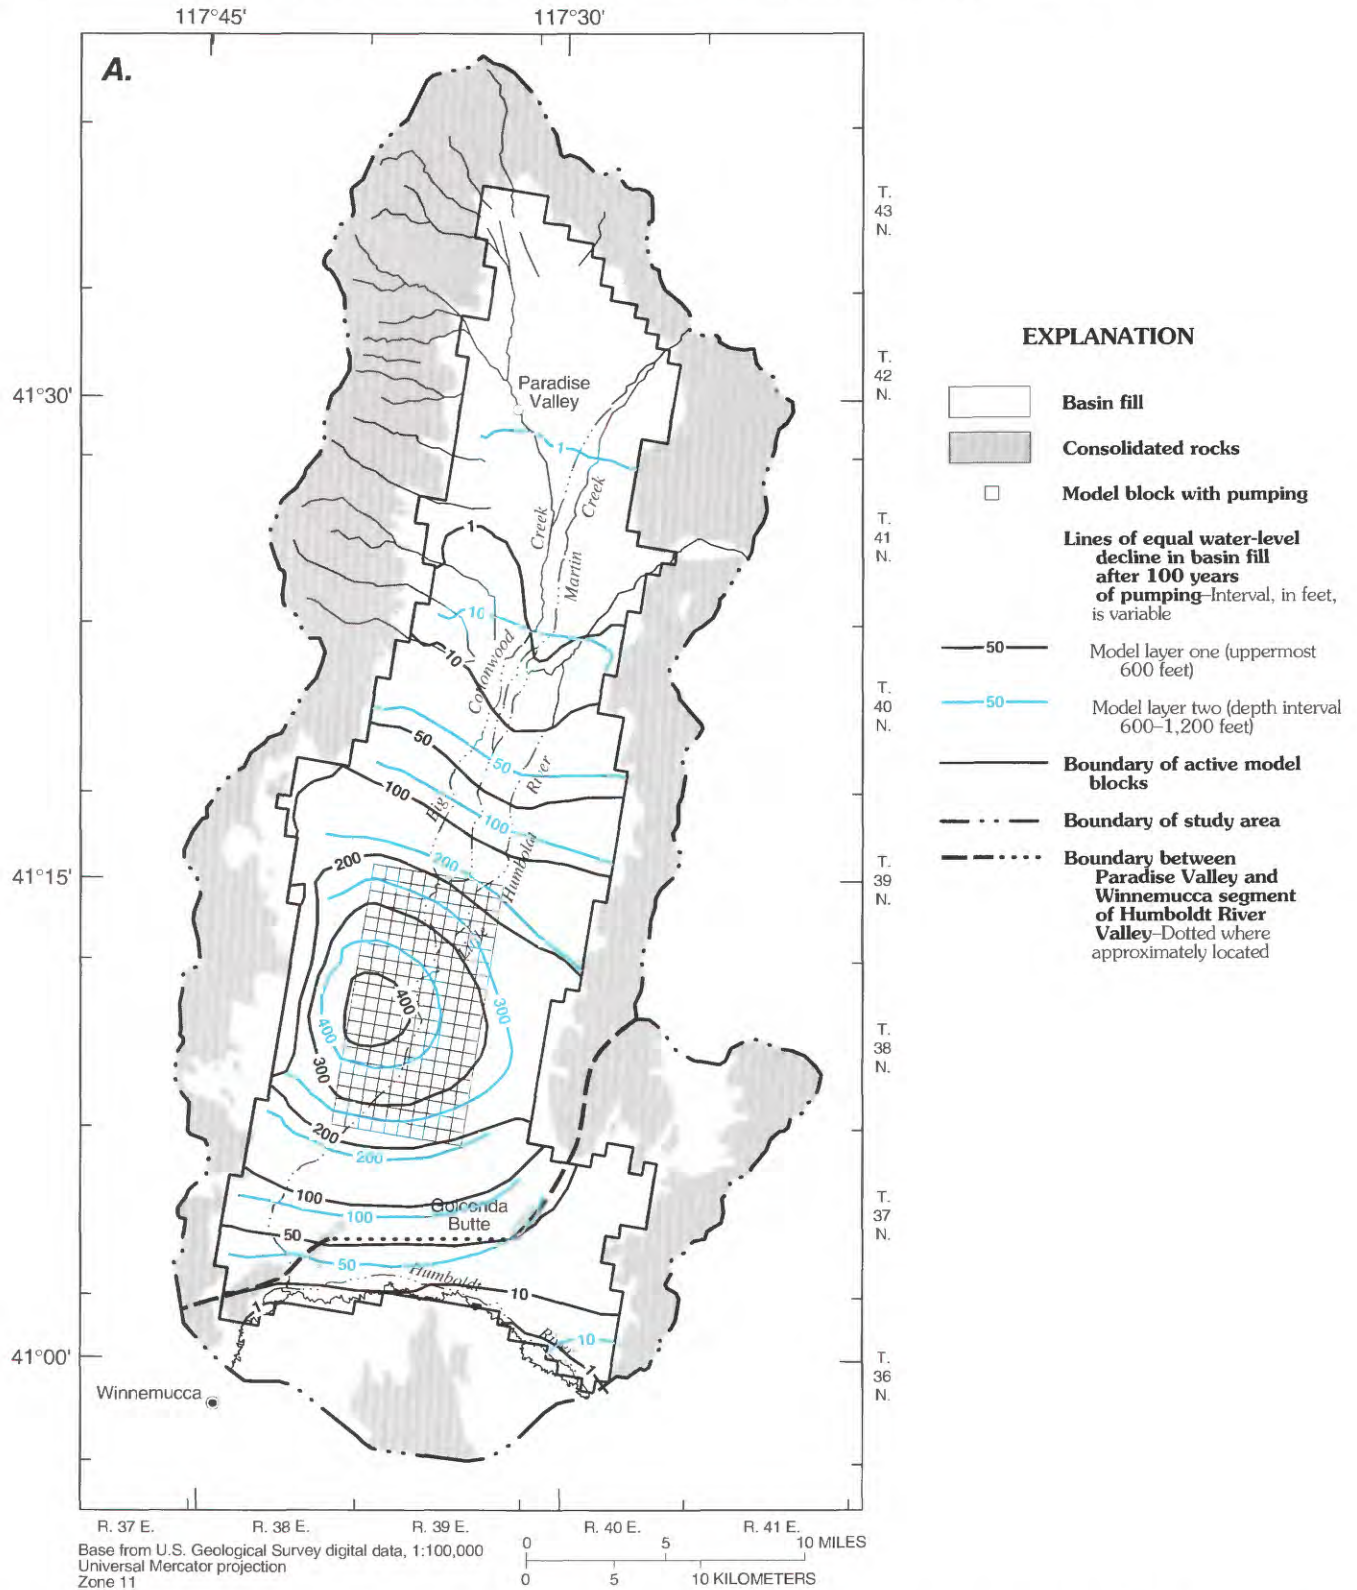 117°45'
117°30'
A.
T.
43
N.
T.
42
N.
41°30'
Paradise
Valley
1
T.
41
N.
1
Creek
Creek
Martin
10
Cottonwood
10
T.
40
N.
50
50
River
100
Big
100
Humboldt
200
200
41°15'
T.
39
N.
Little
400
400
300
300
T.
38
N.
200
200
100
100
Golconda
Butte
T.
37
N.
50
50
Humboldt
10
1
River
10
1
41°00'
T.
36
N.
Winnemucca
R. 37 E.
R. 38 E.
R. 39 E.
R. 40 E.
R. 41 E.
Base from U.S. Geological Survey digital data, 1:100,000
Universal Mercator projection
Zone 11
0
5
10 MILES
0
5
10 KILOMETERS
EXPLANATION
Basin fill
Consolidated rocks
Model block with pumping
Lines of equal water-level
decline in basin fill
after 100 years
of pumping–Interval, in feet,
is variable
50
Model layer one (uppermost
600 feet)
50
Model layer two (depth interval
600–1,200 feet)
Boundary of active model
blocks
Boundary of study area
Boundary between
Paradise Valley and
Winnemucca segment
of Humboldt River
Valley–Dotted where
approximately located